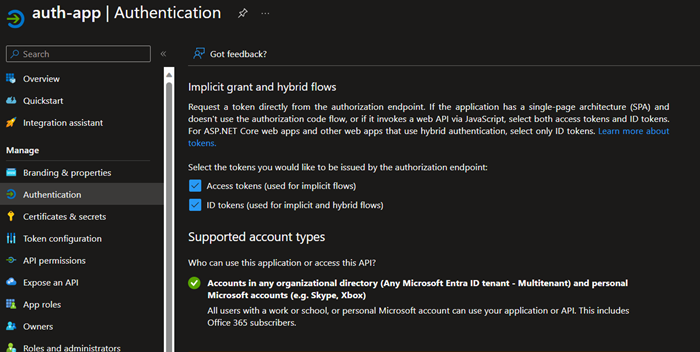 auth-app | Authentication
Search
Got feedback?
Overview
Quickstart
Integration assistant
Manage
Branding & properties
Authentication
Certificates & secrets
Token configuration
API permissions
Expose an API
App roles
Owners
Roles and administrators
Implicit grant and hybrid flows
Request a token directly from the authorization endpoint. If the application has a single-page architecture (SPA) and
doesn't use the authorization code flow, or if it invokes a web API via JavaScript, select both access tokens and ID tokens.
For ASP.NET Core web apps and other web apps that use hybrid authentication, select only ID tokens. Learn more about
tokens.
Select the tokens you would like to be issued by the authorization endpoint:
Access tokens (used for implicit flows)
ID tokens (used for implicit and hybrid flows)
Supported account types
Who can use this application or access this API?
Accounts in any organizational directory (Any Microsoft Entra ID tenant - Multitenant) and personal
Microsoft accounts (e.g. Skype, Xbox)
All users with a work or school, or personal Microsoft account can use your application or API. This includes
Office 365 subscribers.